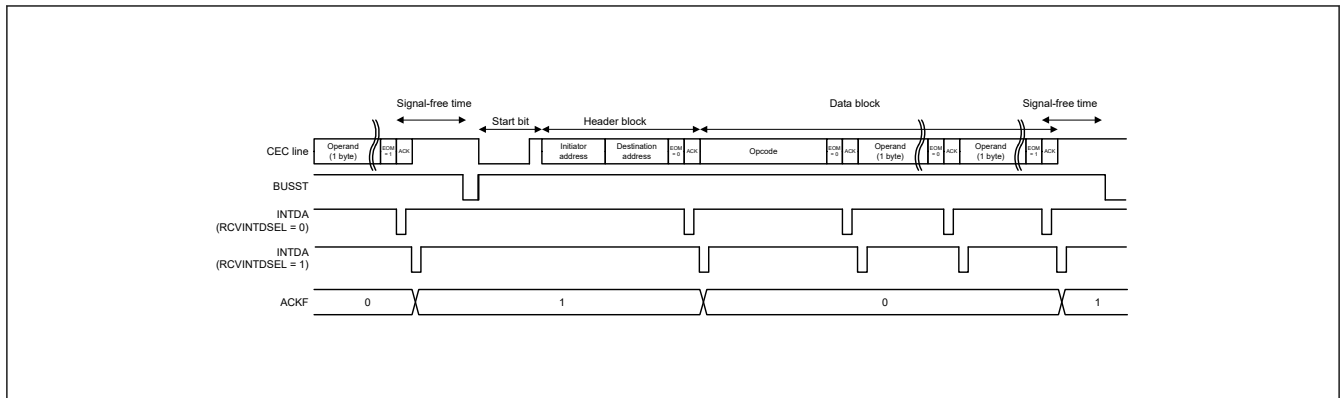 Signal-free time
Data block
Signal-free time
Start bit
Header block
CEC line
Operand
(1 byte)
EOM
= 1
ACK
Initiator
address
Destination
address
EOM
= 0
ACK
Opcode
EOM
= 0
ACK
Operand
(1 byte)
EOM
= 0
ACK
Operand
(1 byte)
EOM
= 1
ACK
BUSST
INTDA
(RCVINTDSEL = 0)
INTDA
(RCVINTDSEL = 1)
ACKF
0
1
0
1